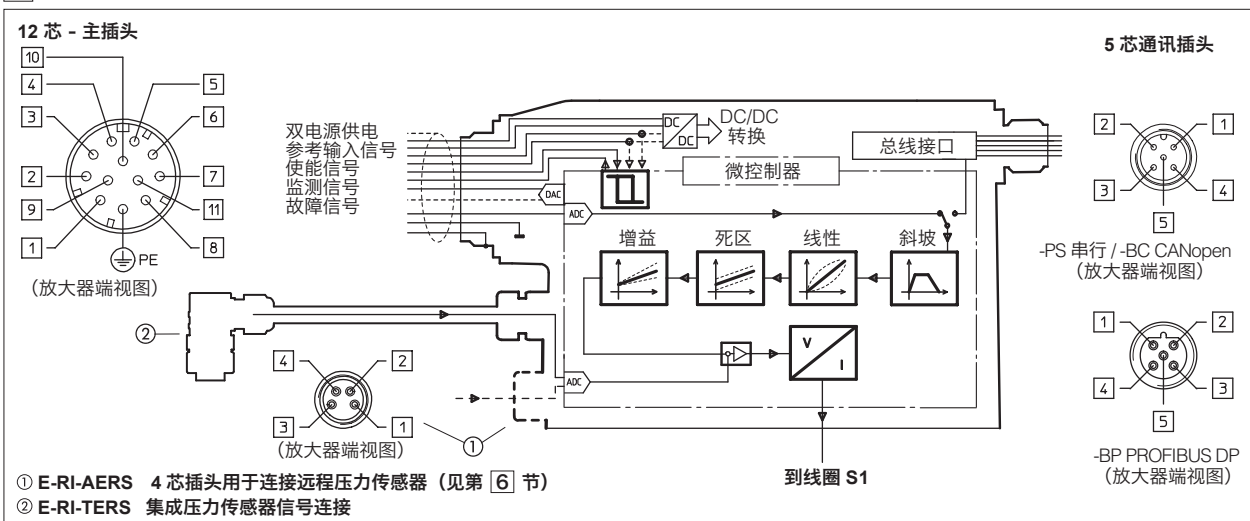 12 芯 - 主插头
10
4
5
3
6
2
7
9
11
1
8
PE
(放大器端视图)
双电源供电
参考输入信号
使能信号
监测信号
故障信号
DC
DC
DC/DC
转换
微控制器
总线接口
DAC
ADC
增益
死区
线性
斜坡
V
I
ADC
②
4
2
3
1
(放大器端视图)
①
到线圈 S1
5 芯通讯插头
2
1
3
4
5
-PS 串行 / -BC CANopen
(放大器端视图)
1
2
4
3
5
-BP PROFIBUS DP
(放大器端视图)
① E-RI-AERS 4 芯插头用于连接远程压力传感器（见第 6 节）
② E-RI-TERS 集成压力传感器信号连接